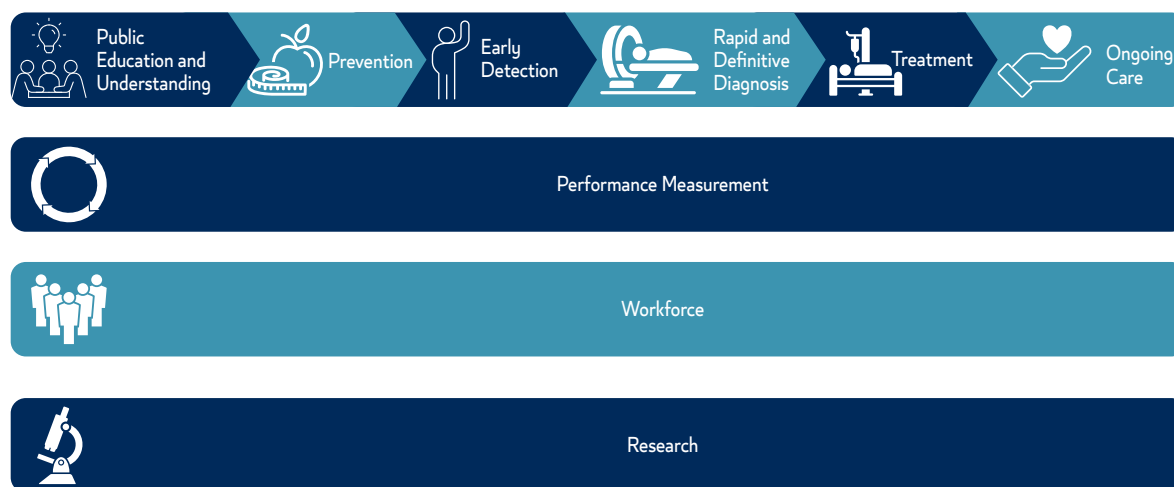 Public
Education and
Understanding
Prevention
Early
Detection
Rapid and
Definitive
Diagnosis
Treatment
Ongoing
Care
Performance Measurement
Workforce
Research